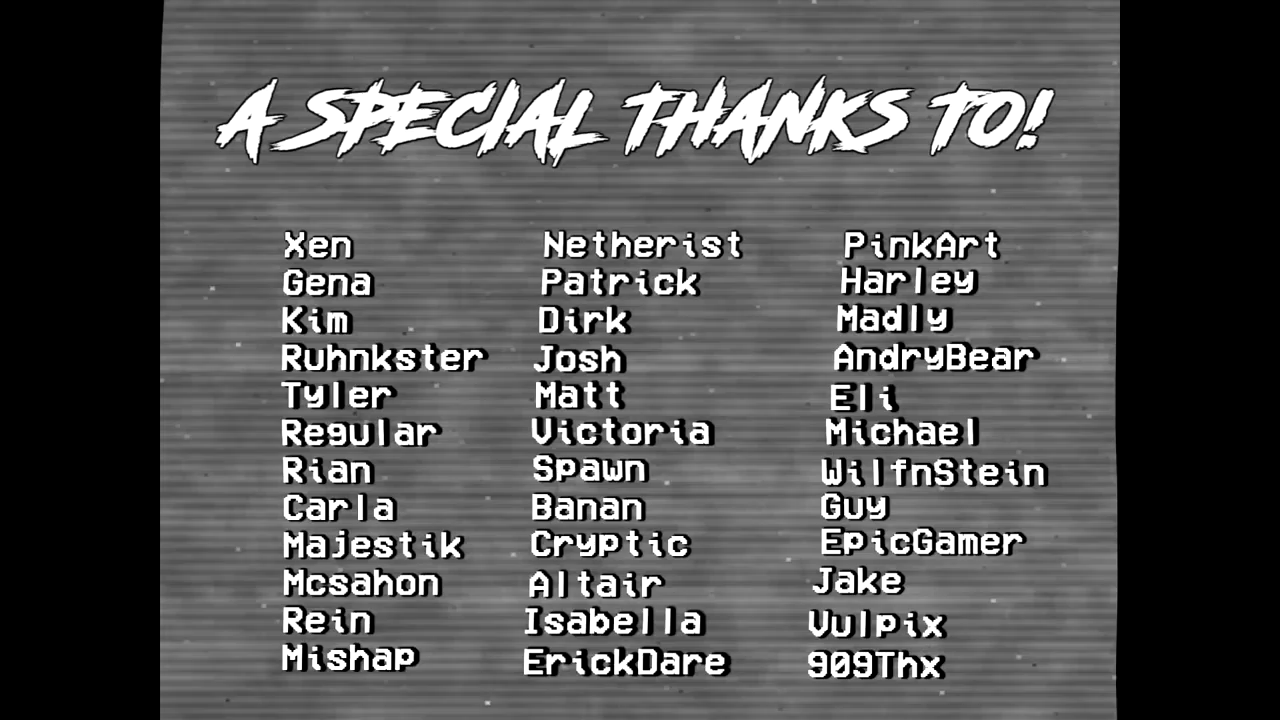 A SPECIAL THANKS TO!
Xen
Gena
Kim
Ruhnkster
Tyler
Regular
Rian
Carla
Majestik
Mcsahon
Rein
Mishap
Netherist
Patrick
Dirk
Josh
Matt
Victoria
Spawn
Banan
Cryptic
Altair
Isabella
ErickDare
PinkArt
Harley
Madly
AndryBear
Eli
Michael
WilfnStein
Guy
EpicGamer
Jake
Vulpix
909Thx